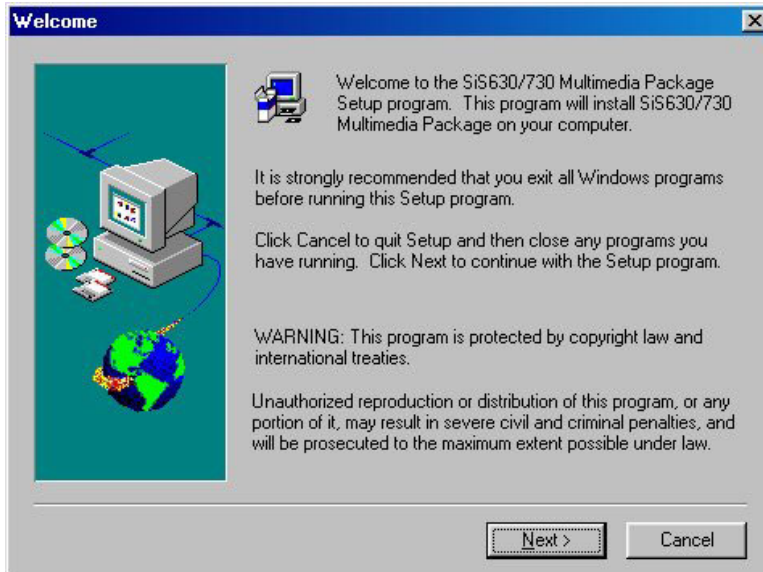 Welcome
Welcome to the SiS630/730 Multimedia Package
Setup program. This program will install SiS630/730
Multimedia Package on your computer.
It is strongly recommended that you exit all Windows programs
before running this Setup program.
Click Cancel to quit Setup and then close any programs you
have running. Click Next to continue with the Setup program.
WARNING: This program is protected by copyright law and
international treaties.
Unauthorized reproduction or distribution of this program, or any
portion of it, may result in severe civil and criminal penalties, and
will be prosecuted to the maximum extent possible under law.
Next >
Cancel